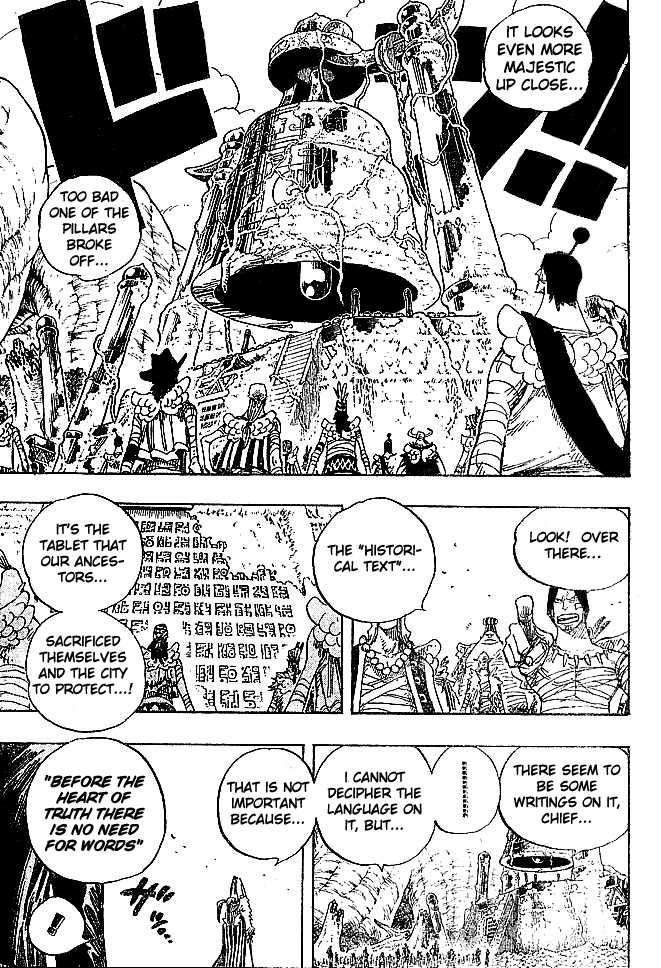 IT LOOKS
EVEN MORE
MAJESTIC
UP CLOSE...
TOO BAD
ONE OF THE
PILLARS
BROKE
OFF...
LOOK! OVER
THERE...
THE "HISTORI-
CAL TEXT"...
IT'S THE
TABLET THAT
OUR ANCES-
TORS...
SACRIFICED
THEMSELVES
AND THE CITY
TO PROTECT...!
THERE SEEM TO
BE SOME
WRITINGS ON IT,
CHIEF...
I CANNOT
DECIPHER THE
LANGUAGE ON
IT, BUT...
THAT IS NOT
IMPORTANT
BECAUSE...
"BEFORE THE
HEART OF
TRUTH THERE
IS NO NEED
FOR WORDS"
!!